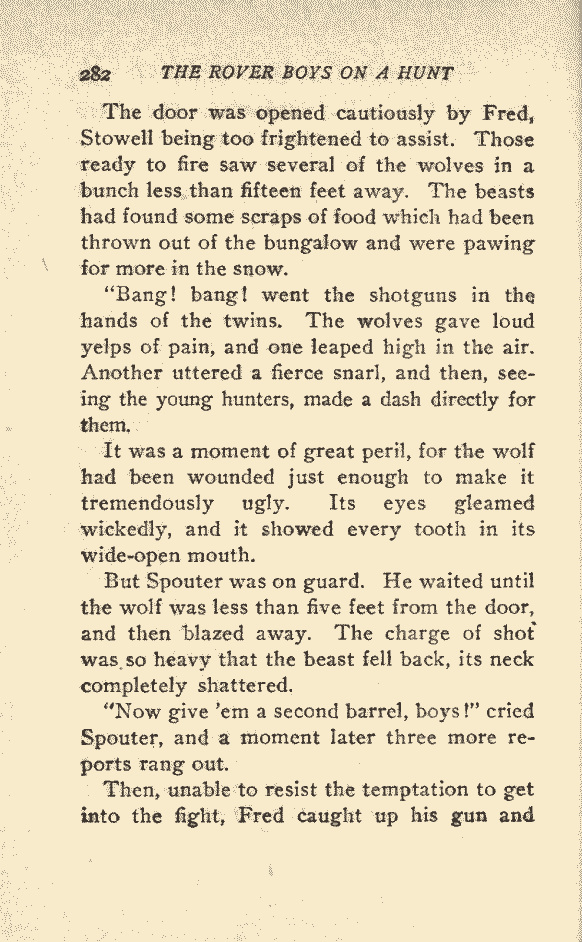 282 THE ROVER BOYS ON A HUNT
The door was opened cautiously by Fred,
Stowell being too frightened to assist. Those
ready to fire saw several of the wolves in a
bunch less than fifteen feet away. The beasts
had found some scraps of food which had been
thrown out of the bungalow and were pawing
for more in the snow.
"Bang! bang! went the shotguns in the
hands of the twins. The wolves gave loud
yelps of pain, and one leaped high in the air.
Another uttered a fierce snarl, and then, see-
ing the young hunters, made a dash directly for
them.
It was a moment of great peril, for the wolf
had been wounded just enough to make it
tremendously ugly. Its eyes gleamed
wickedly, and it showed every tooth in its
wide-open mouth.
But Spouter was on guard. He waited until
the wolf was less than five feet from the door,
and then blazed away. The charge of shot
was so heavy that the beast fell back, its neck
completely shattered.
"Now give 'em a second barrel, boys!" cried
Spouter, and a moment later three more re-
ports rang out.
Then, unable to resist the temptation to get
into the fight, Fred caught up his gun and